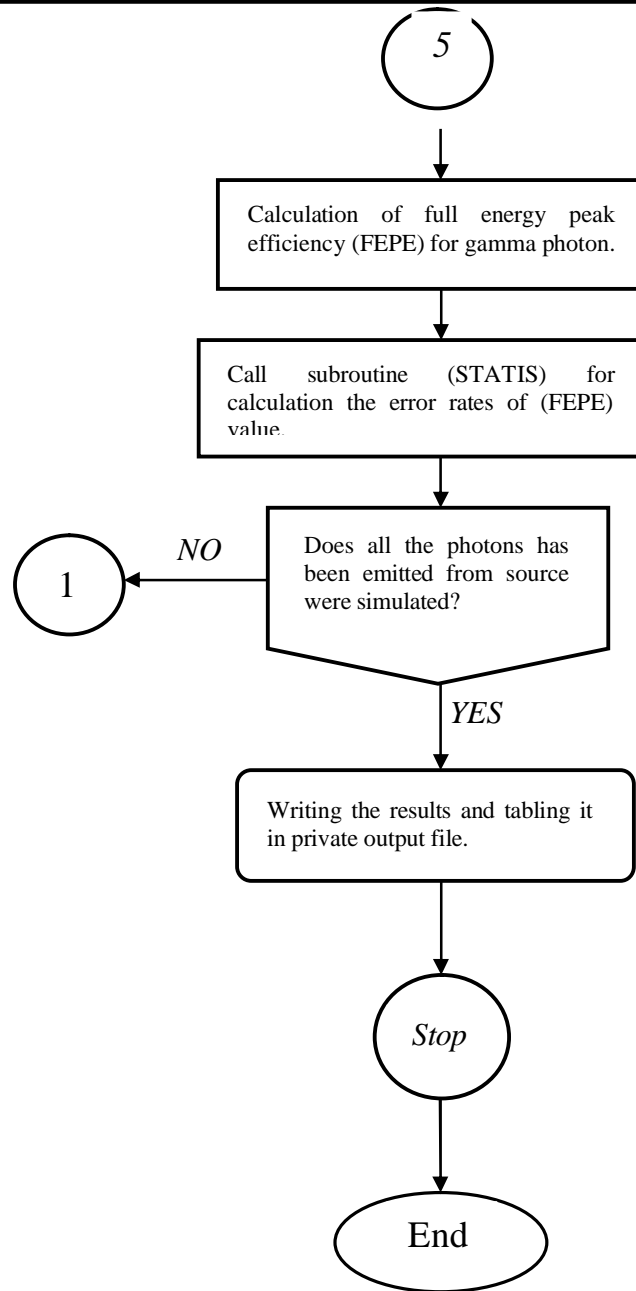 5
Calculation of full energy peak
efficiency (FEPE) for gamma photon.
Call subroutine (STATIS) for
calculation the error rates of (FEPE)
value.
NO
1
Does all the photons has
been emitted from source
were simulated?
YES
Writing the results and tabling it
in private output file.
Stop
End